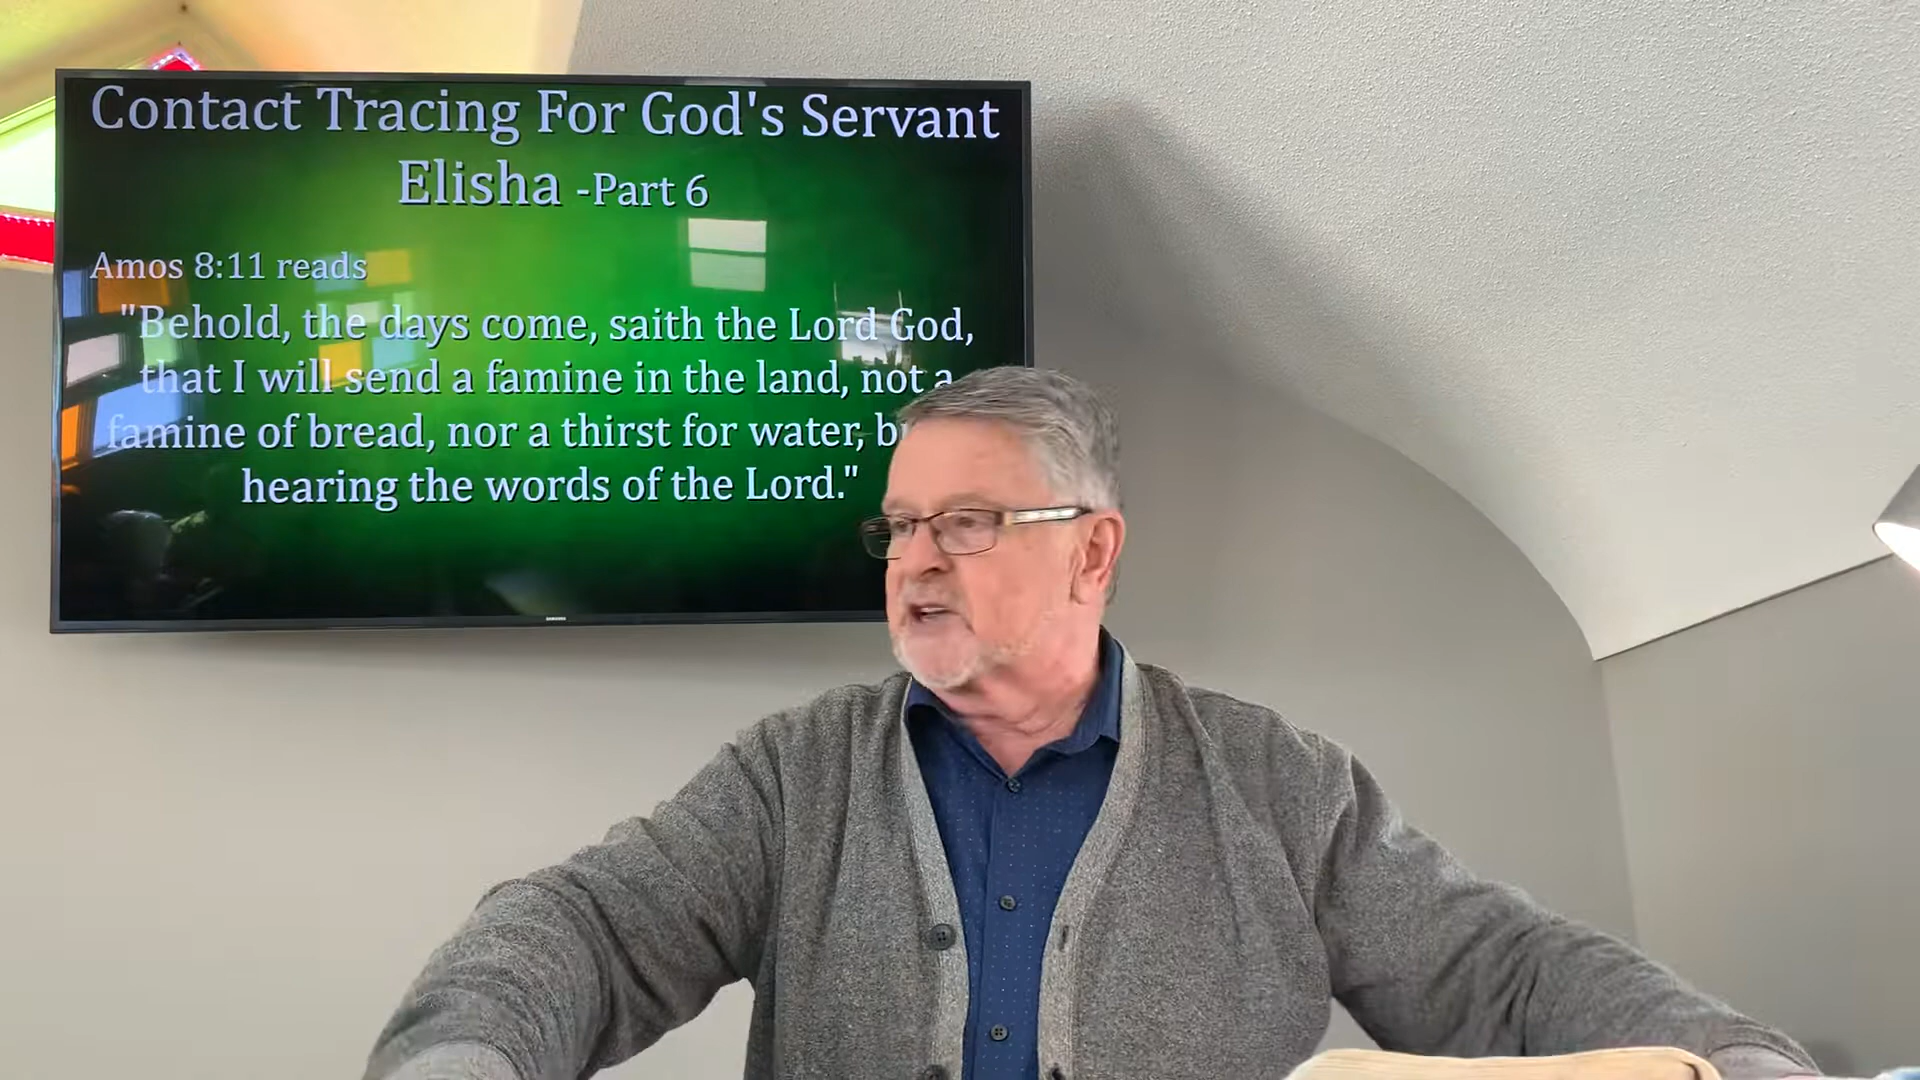 Contact Tracing For God's Servant
Elisha -Part 6
Amos 8:11 reads
"Behold, the days come, saith the Lord God,
that I will send a famine in the land, not a
famine of bread, nor a thirst for water,
hearing the words of the Lord."
SAMSUNG